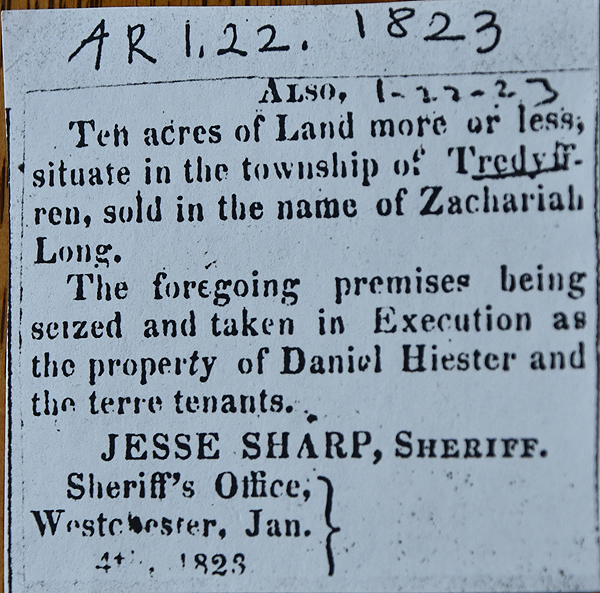 AR 1.22. 1823
ALSO, 1-22-23
Ten acres of Land more or less,
situate in the township of Tredyff-
ren, sold in the name of Zachariah
Long.
The foregoing premises being
seized and taken in Execution as
the property of Daniel Hiester and
the terre tenants.
JESSE SHARP, SHERIFF.
Sheriff's Office,
Westchester, Jan.
4th, 1823